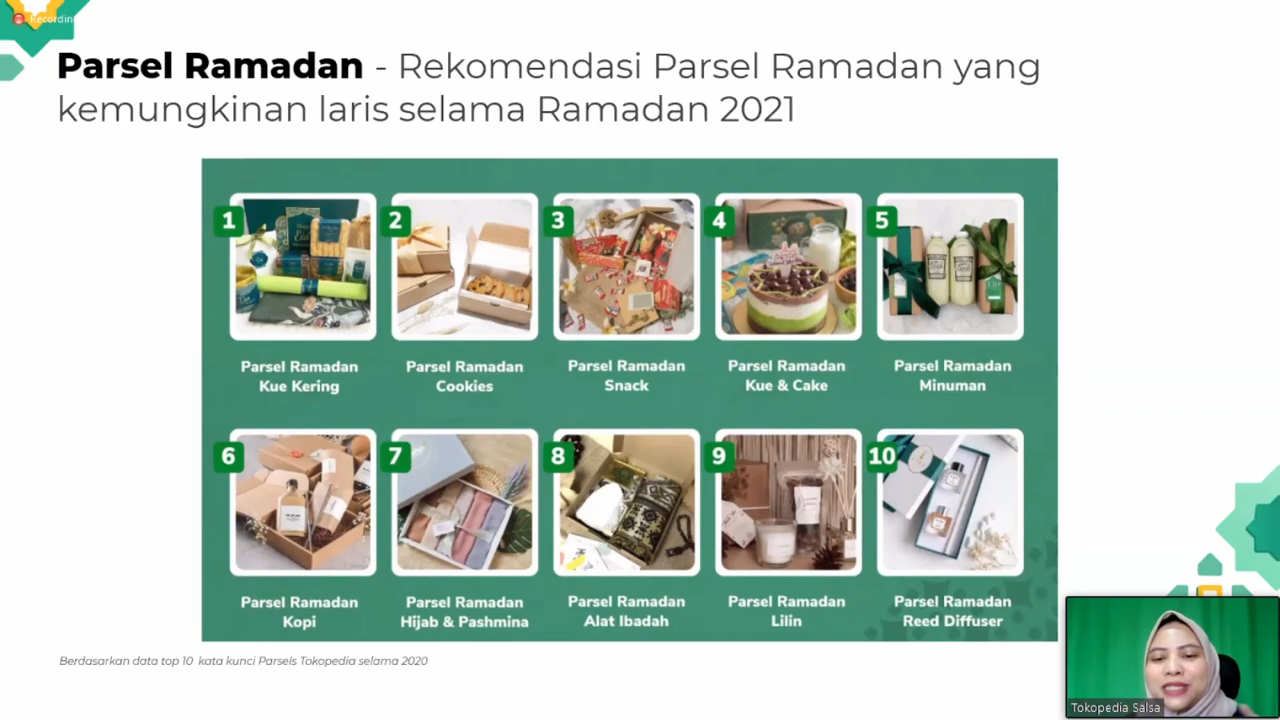 Recording
Parsel Ramadan - Rekomendasi Parsel Ramadan yang
kemungkinan laris selama Ramadan 2021
1
2
3
4
5
Parsel Ramadan
Kue Kering
Parsel Ramadan
Cookies
Parsel Ramadan
Snack
Parsel Ramadan
Kue & Cake
Parsel Ramadan
Minuman
6
7
8
9
10
Parsel Ramadan
Kopi
Parsel Ramadan
Hijab & Pashmina
Parsel Ramadan
Alat Ibadah
Parsel Ramadan
Lilin
Parsel Ramadan
Reed Diffuser
Berdasarkan data top 10 kata kunci Parsels Tokopedia selama 2020
Tokopedia Salsa